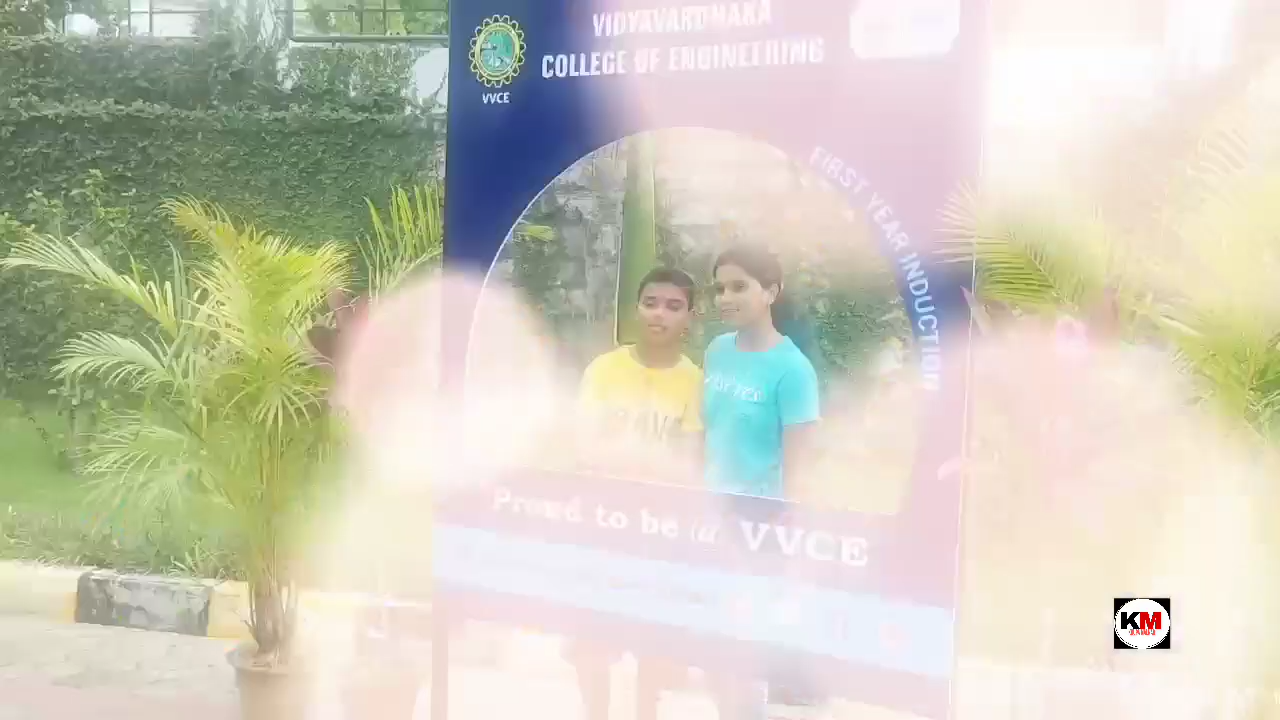 VIDYAVARDHAKA
COLLEGE OF ENGINEERING
VVCE
FIRST YEAR INDUCTION
Proud to be @ VVCE
KM